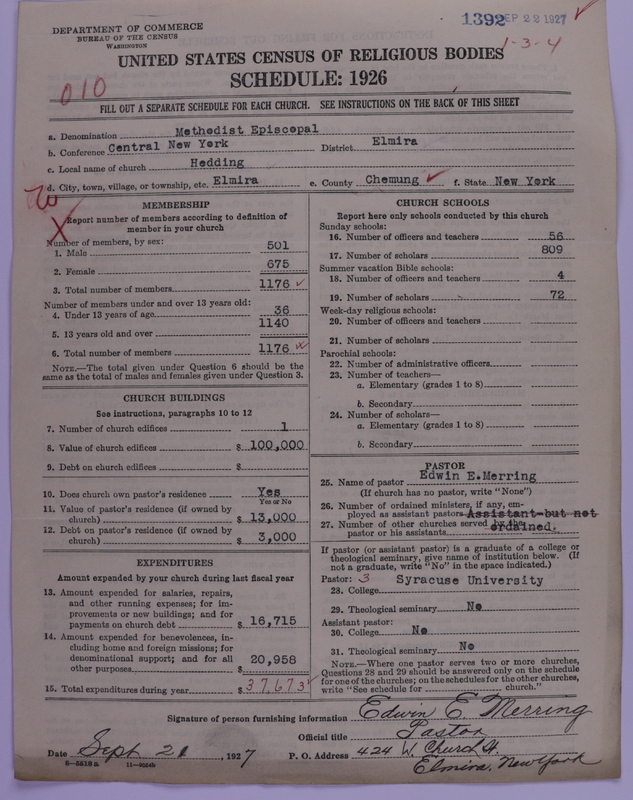 DEPARTMENT OF COMMERCE
BUREAU OF THE CENSUS
WASHINGTON
1392 SEP 22 1927 ✓
1-3-4
UNITED STATES CENSUS OF RELIGIOUS BODIES
SCHEDULE: 1926
010
FILL OUT A SEPARATE SCHEDULE FOR EACH CHURCH. SEE INSTRUCTIONS ON THE BACK OF THIS SHEET
a. Denomination Methodist Episcopal
b. Conference Central New York District Elmira
c. Local name of church Hedding
d. City, town, village, or township, etc. Elmira e. County Chemung ✓ f. State New York
MEMBERSHIP
X Report number of members according to definition of
member in your church
Number of members, by sex:
1. Male 501
2. Female 675
3. Total number of members 1176 ✓
Number of members under and over 13 years old:
4. Under 13 years of age 36
5. 13 years old and over 1140
6. Total number of members 1176
NOTE.—The total given under Question 6 should be
same as the total of males and females given under Question 3.
CHURCH BUILDINGS
See instructions, paragraphs 10 to 12
7. Number of church edifices 1
8. Value of church edifices $ 100,000
9. Debt on church edifices $
10. Does church own pastor's residence Yes
Yes or No
11. Value of pastor's residence (if owned by
church) $ 13,000
12. Debt on pastor's residence (if owned by
church) $ 3,000
EXPENDITURES
Amount expended by your church during last fiscal year
13. Amount expended for salaries, repairs,
and other running expenses; for im-
provements or new buildings; and for
payments on church debt $ 16,715
14. Amount expended for benevolences, in-
cluding home and foreign missions; for
denominational support; and for all
other purposes $ 20,958
15. Total expenditures during year $ 37,673 ✓
CHURCH SCHOOLS
Report here only schools conducted by this church
Sunday schools:
16. Number of officers and teachers 56
17. Number of scholars 809
Summer vacation Bible schools:
18. Number of officers and teachers 4
19. Number of scholars 72
Week-day religious schools:
20. Number of officers and teachers
21. Number of scholars
Parochial schools:
22. Number of administrative officers
23. Number of teachers—
a. Elementary (grades 1 to 8)
b. Secondary
24. Number of scholars—
a. Elementary (grades 1 to 8)
b. Secondary
PASTOR
25. Name of pastor Edwin E. Merring
(If church has no pastor, write "None")
26. Number of ordained ministers, if any, em-
ployed as assistant pastors Assistant-but not
27. Number of other churches served by the ordained.
pastor or his assistants
If pastor (or assistant pastor) is a graduate of a college or
theological seminary, give name of institution below. (If
not a graduate, write "No" in the space indicated.)
Pastor: 3 Syracuse University
28. College
29. Theological seminary No
Assistant pastor:
30. College No
31. Theological seminary No
NOTE.—Where one pastor serves two or more churches,
Questions 28 and 29 should be answered only on the schedule
for one of the churches; on the schedules for the other churches,
write "See schedule for church."
Signature of person furnishing information Edwin E. Merring
Official title Pastor
Date Sept. 21, 1927 P. O. Address 424 W. Church St.
Elmira, New York